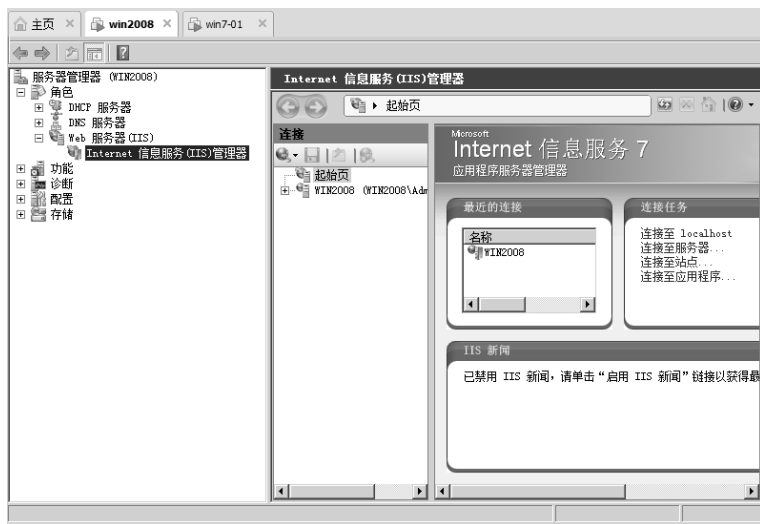 主页
win2008
win7-01
服务器管理器 (WIN2008)
角色
DHCP 服务器
DNS 服务器
Web 服务器(IIS)
Internet 信息服务(IIS)管理器
功能
诊断
配置
存储
Internet 信息服务(IIS)管理器
起始页
连接
起始页
WIN2008 (WIN2008\Adm
Microsoft
Internet 信息服务 7
应用程序服务器管理器
最近的连接
名称
WIN2008
连接任务
连接至 localhost
连接至服务器...
连接至站点...
连接至应用程序...
IIS 新闻
已禁用 IIS 新闻，请单击“启用 IIS 新闻”链接以获得最